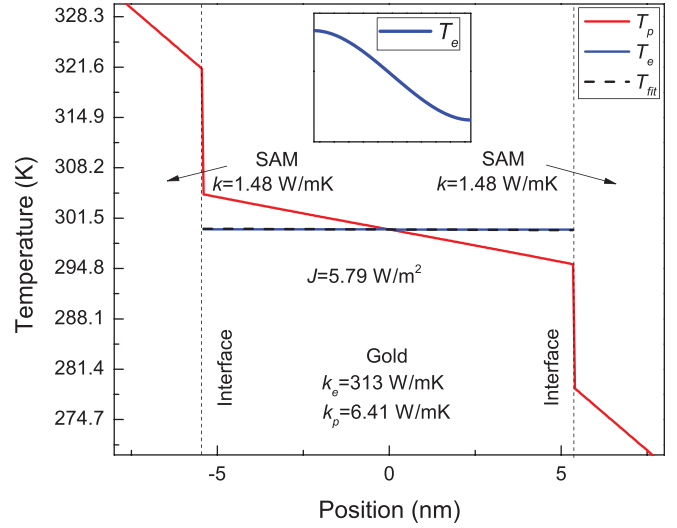 Temperature (K)
328.3
321.6
314.9
308.2
301.5
294.8
288.1
281.4
274.7
T_e
T_p
T_e
T_fit
SAM
k=1.48 W/mK
SAM
k=1.48 W/mK
J=5.79 W/m²
Interface
Gold
k_e=313 W/mK
k_p=6.41 W/mK
Interface
-5
0
5
Position (nm)